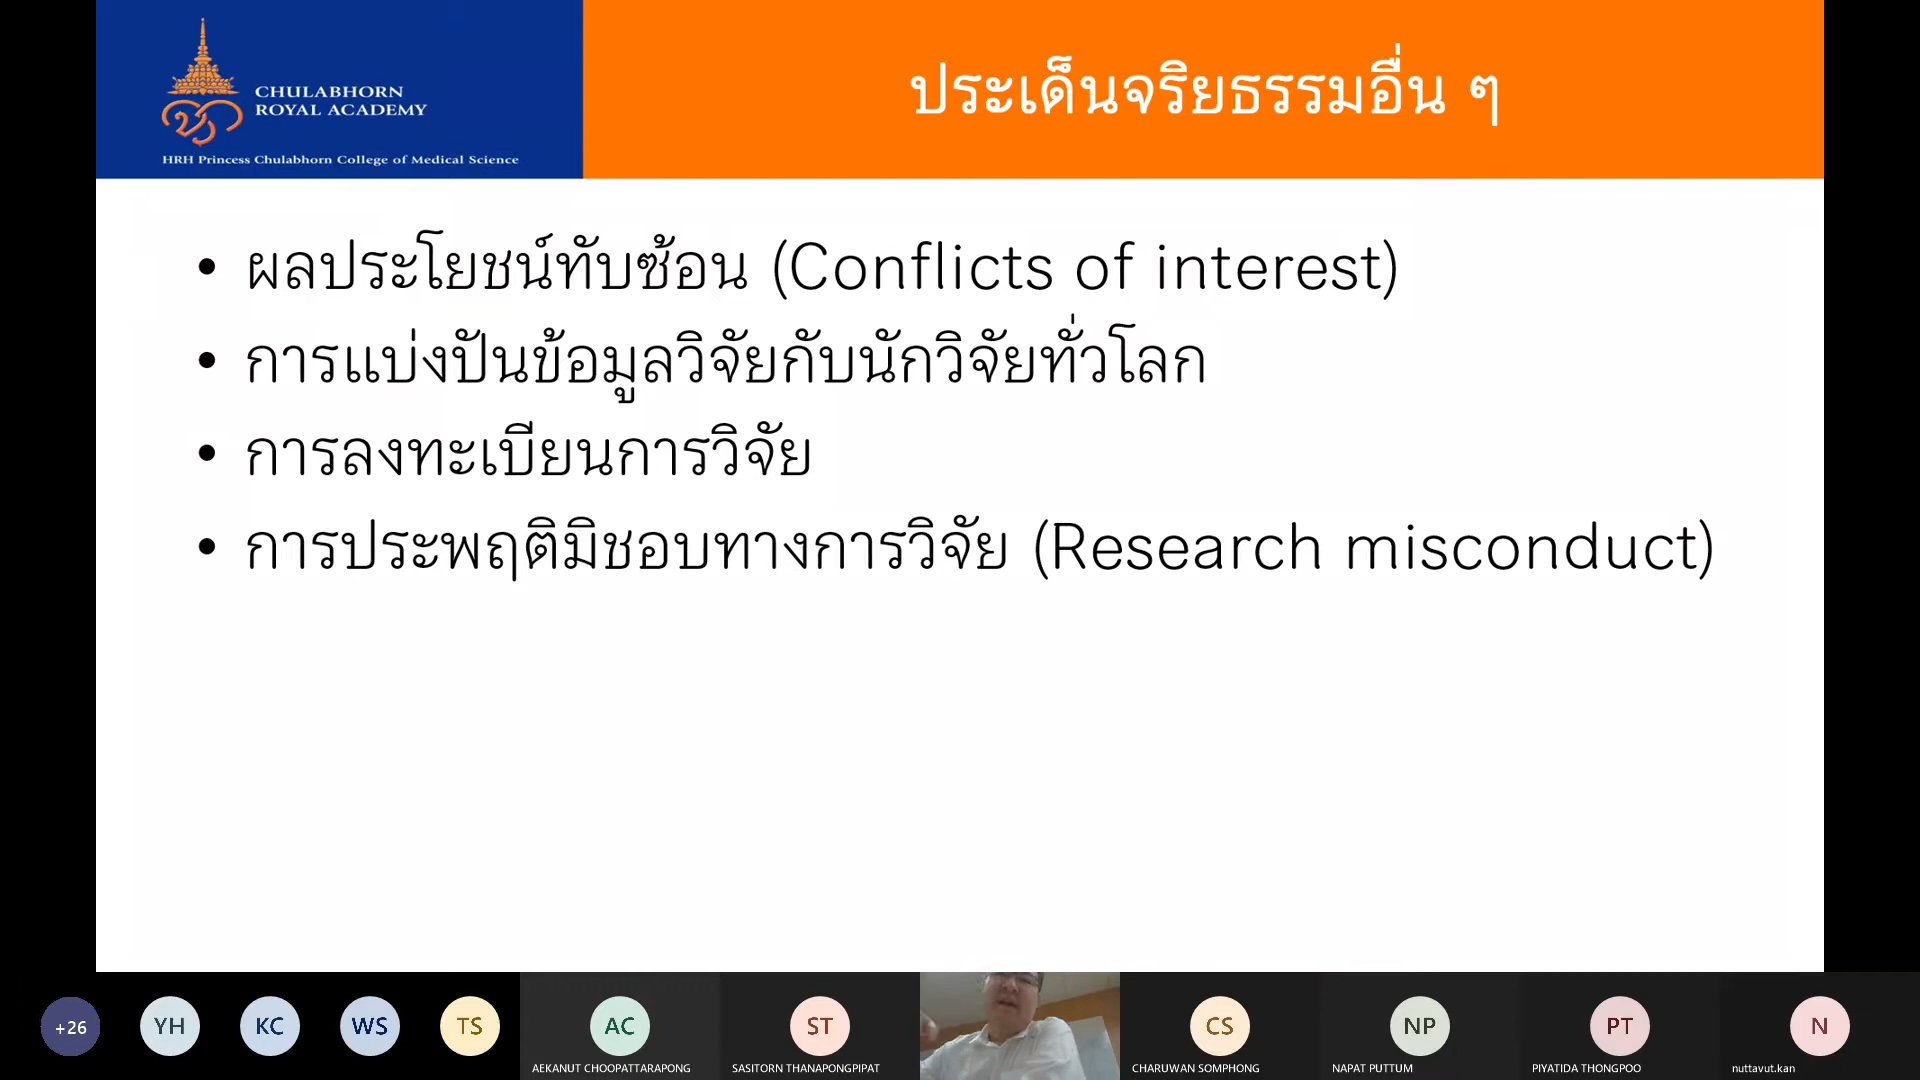 CHULABHORN
ROYAL ACADEMY
HRH Princess Chulabhorn College of Medical Science
ประเด็นจริยธรรมอื่น ๆ
• ผลประโยชน์ทับซ้อน (Conflicts of interest)
• การแบ่งปันข้อมูลวิจัยกับนักวิจัยทั่วโลก
• การลงทะเบียนการวิจัย
• การประพฤติมิชอบทางการวิจัย (Research misconduct)
+26 YH KC WS TS AC ST CS NP PT N
AEKANUT CHOOPATTARAPONG SASITORN THANAPONGPIPAT CHARUWAN SOMPHONG NAPAT PUTTUM PIYATIDA THONGPOO nuttavut.kan